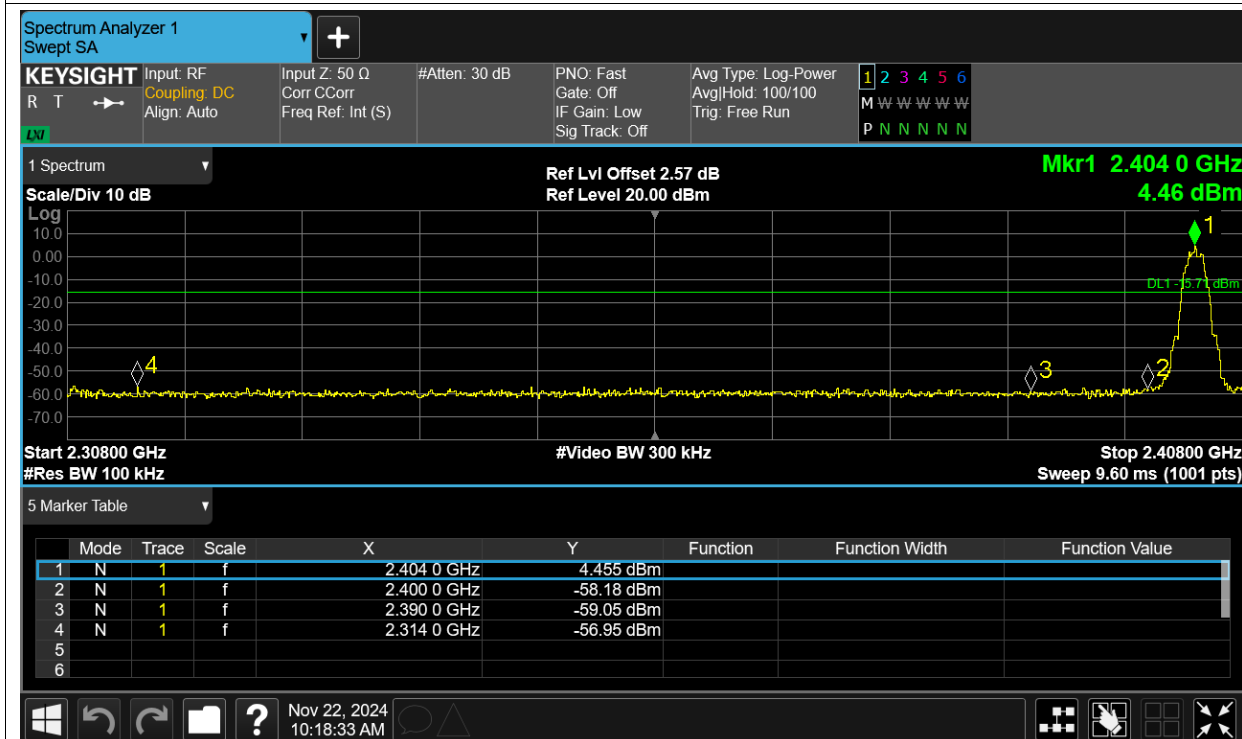 Spectrum Analyzer 1
Swept SA
+
KEYSIGHT Input: RF Input Z: 50 Ω #Atten: 30 dB PNO: Fast Avg Type: Log-Power 1 2 3 4 5 6
R T Coupling: DC Corr CCorr Gate: Off Avg|Hold: 100/100 M W W W W W W
Align: Auto Freq Ref: Int (S) IF Gain: Low Trig: Free Run
LXI Sig Track: Off P N N N N N N
1 Spectrum Ref Lvl Offset 2.57 dB Mkr1 2.404 0 GHz
Scale/Div 10 dB Ref Level 20.00 dBm 4.46 dBm
Log
10.0 1
0.00
-10.0 DL1 -15.71 dBm
-20.0
-30.0
-40.0
-50.0 4 3 2
-60.0
-70.0
Start 2.30800 GHz #Video BW 300 kHz Stop 2.40800 GHz
#Res BW 100 kHz Sweep 9.60 ms (1001 pts)
5 Marker Table
Mode Trace Scale X Y Function Function Width Function Value
1 N 1 f 2.404 0 GHz 4.455 dBm
2 N 1 f 2.400 0 GHz -58.18 dBm
3 N 1 f 2.390 0 GHz -59.05 dBm
4 N 1 f 2.314 0 GHz -56.95 dBm
5
6
? Nov 22, 2024
10:18:33 AM